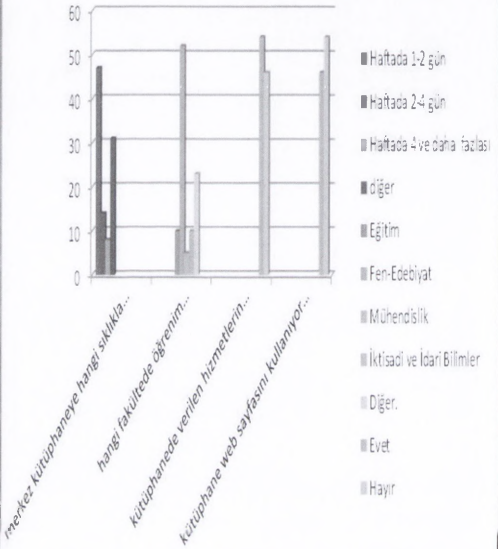 60
50
40
30
20
10
0
merkez kütüphaneye hangi sıklıkla...
hangi fakültede öğrenim...
kütüphanede verilen hizmetlerin...
kütüphane web sayfasını kullanıyor...
Haftada 1-2 gün
Haftada 2-4 gün
Haftada 4 ve daha fazlası
diğer
Eğitim
Fen-Edebiyat
Mühendislik
İktisadi ve İdari Bilimler
Diğer.
Evet
Hayır